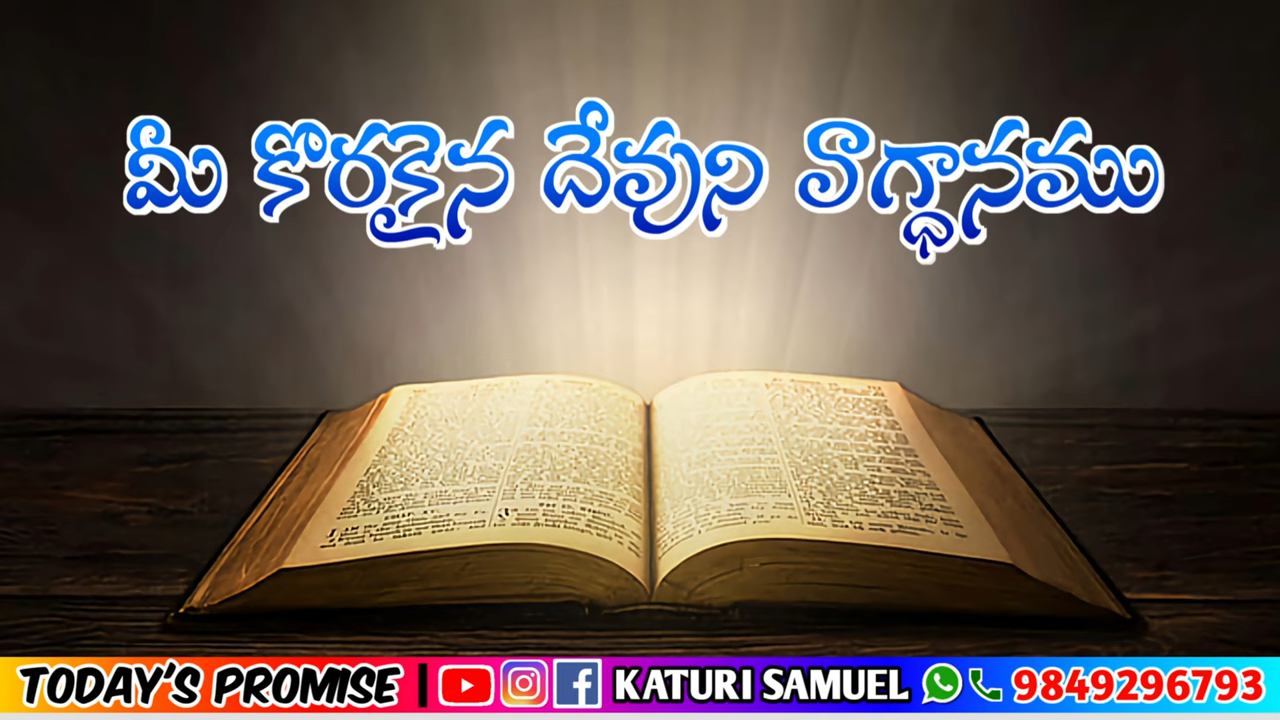 మీ కొరకైన దేవుని వాగ్ధానము
TODAY'S PROMISE | KATURI SAMUEL 9849296793